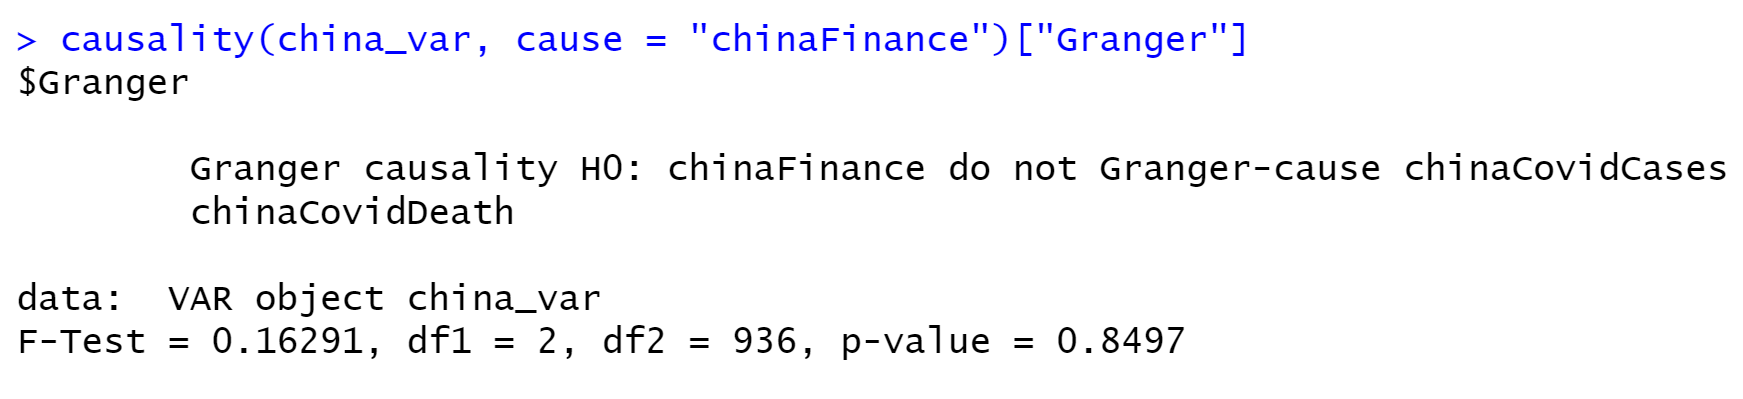 > causality(china_var, cause = "chinaFinance")["Granger"]
$Granger
Granger causality H0: chinaFinance do not Granger-cause chinaCovidCases
chinaCovidDeath
data:  VAR object china_var
F-Test = 0.16291, df1 = 2, df2 = 936, p-value = 0.8497